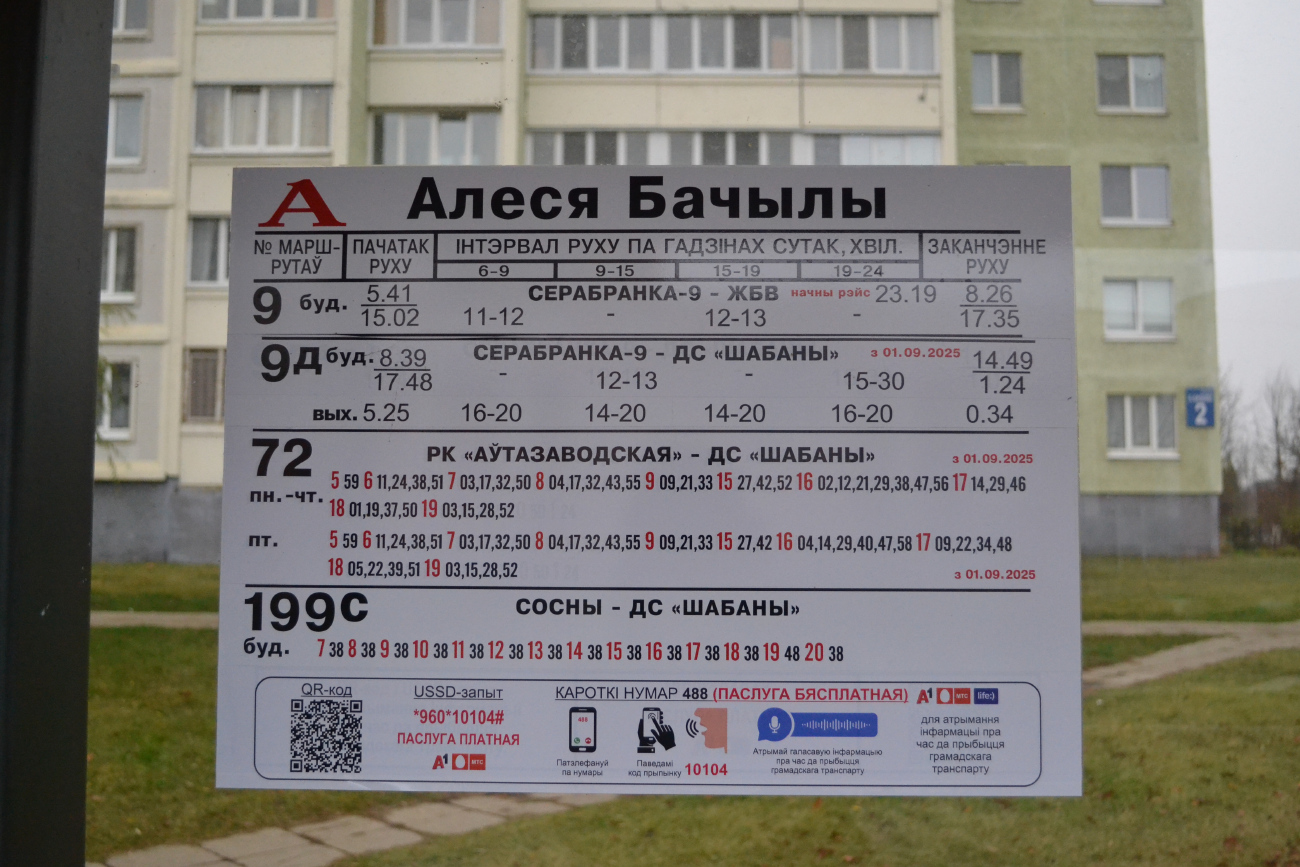 А Алеся Бачылы
№ МАРШ-РУТАЎ ПАЧАТАК РУХУ ІНТЭРВАЛ РУХУ ПА ГАДЗІНАХ СУТАК, ХВІЛ. ЗАКАНЧЭННЕ РУХУ
6-9 9-15 15-19 19-24
9 буд. 5.41 СЕРАБРАНКА-9 - ЖБВ начны рэйс 23.19 8.26
15.02 11-12 - 12-13 - 17.35
9д буд. 8.39 СЕРАБРАНКА-9 - ДС «ШАБАНЫ» з 01.09.2025 14.49
17.48 - 12-13 - 15-30 1.24
вых. 5.25 16-20 14-20 14-20 16-20 0.34
72 РК «АЎТАЗАВОДСКАЯ» - ДС «ШАБАНЫ» з 01.09.2025
пн.-чт. 5 59 6 11,24,38,51 7 03,17,32,50 8 04,17,32,43,55 9 09,21,33 15 27,42,52 16 02,12,21,29,38,47,56 17 14,29,46
18 01,19,37,50 19 03,15,28,52
пт. 5 59 6 11,24,38,51 7 03,17,32,50 8 04,17,32,43,55 9 09,21,33 15 27,42 16 04,14,29,40,47,58 17 09,22,34,48
18 05,22,39,51 19 03,15,28,52
з 01.09.2025
199с СОСНЫ - ДС «ШАБАНЫ»
буд. 7 38 8 38 9 38 10 38 11 38 12 38 13 38 14 38 15 38 16 38 17 38 18 38 19 48 20 38
QR-код
USSD-запыт
*960*10104#
ПАСЛУГА ПЛАТНАЯ
А1 МТС
КАРОТКІ НУМАР 488 (ПАСЛУГА БЯСПЛАТНАЯ) А1 МТС life:)
488
Патэлефануй
па нумары
Паведамі
код прыпынку 10104
Атрымай галасавую інфармацыю
пра час да прыбыцця
грамадскага транспарту
для атрымання
інфармацыі пра
час да прыбыцця
грамадскага
транспарту
2